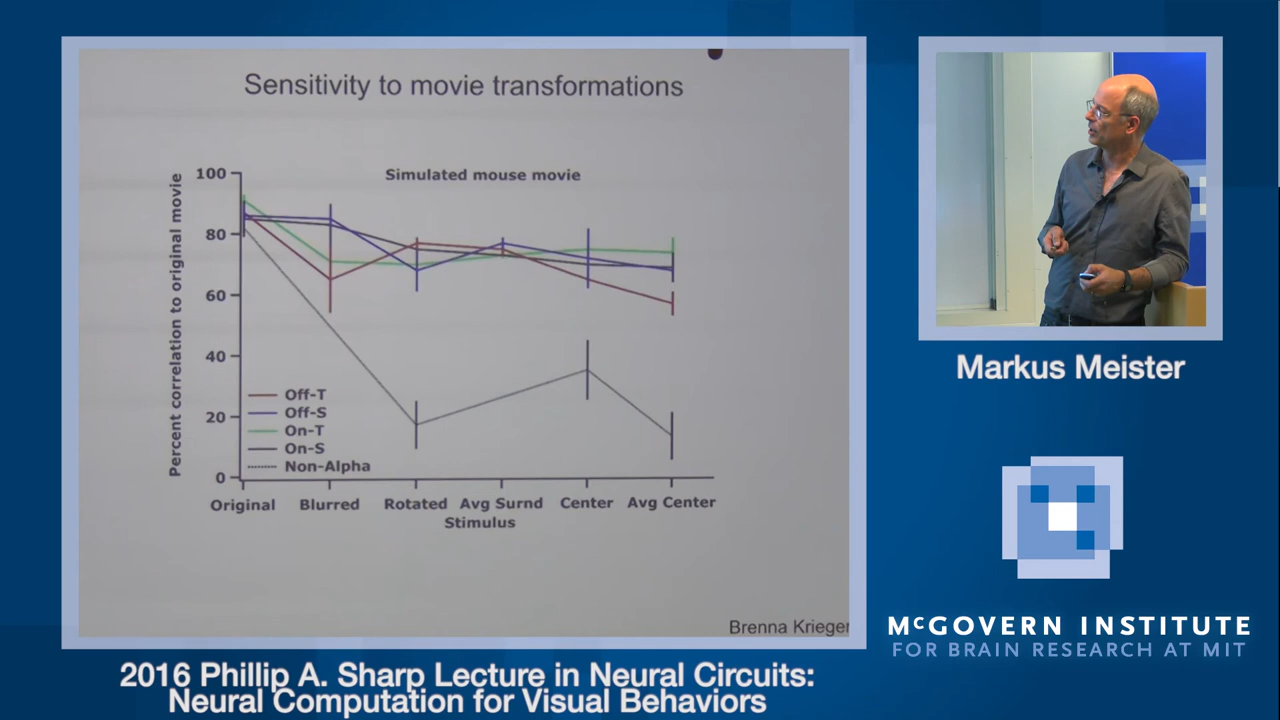 Sensitivity to movie transformations
Simulated mouse movie
Percent correlation to original movie
100
80
60
40
20
0
Off-T
Off-S
On-T
On-S
Non-Alpha
Original Blurred Rotated Avg Surnd Center Avg Center
Stimulus
Brenna Krieger
Markus Meister
McGOVERN INSTITUTE
FOR BRAIN RESEARCH AT MIT
2016 Phillip A. Sharp Lecture in Neural Circuits:
Neural Computation for Visual Behaviors